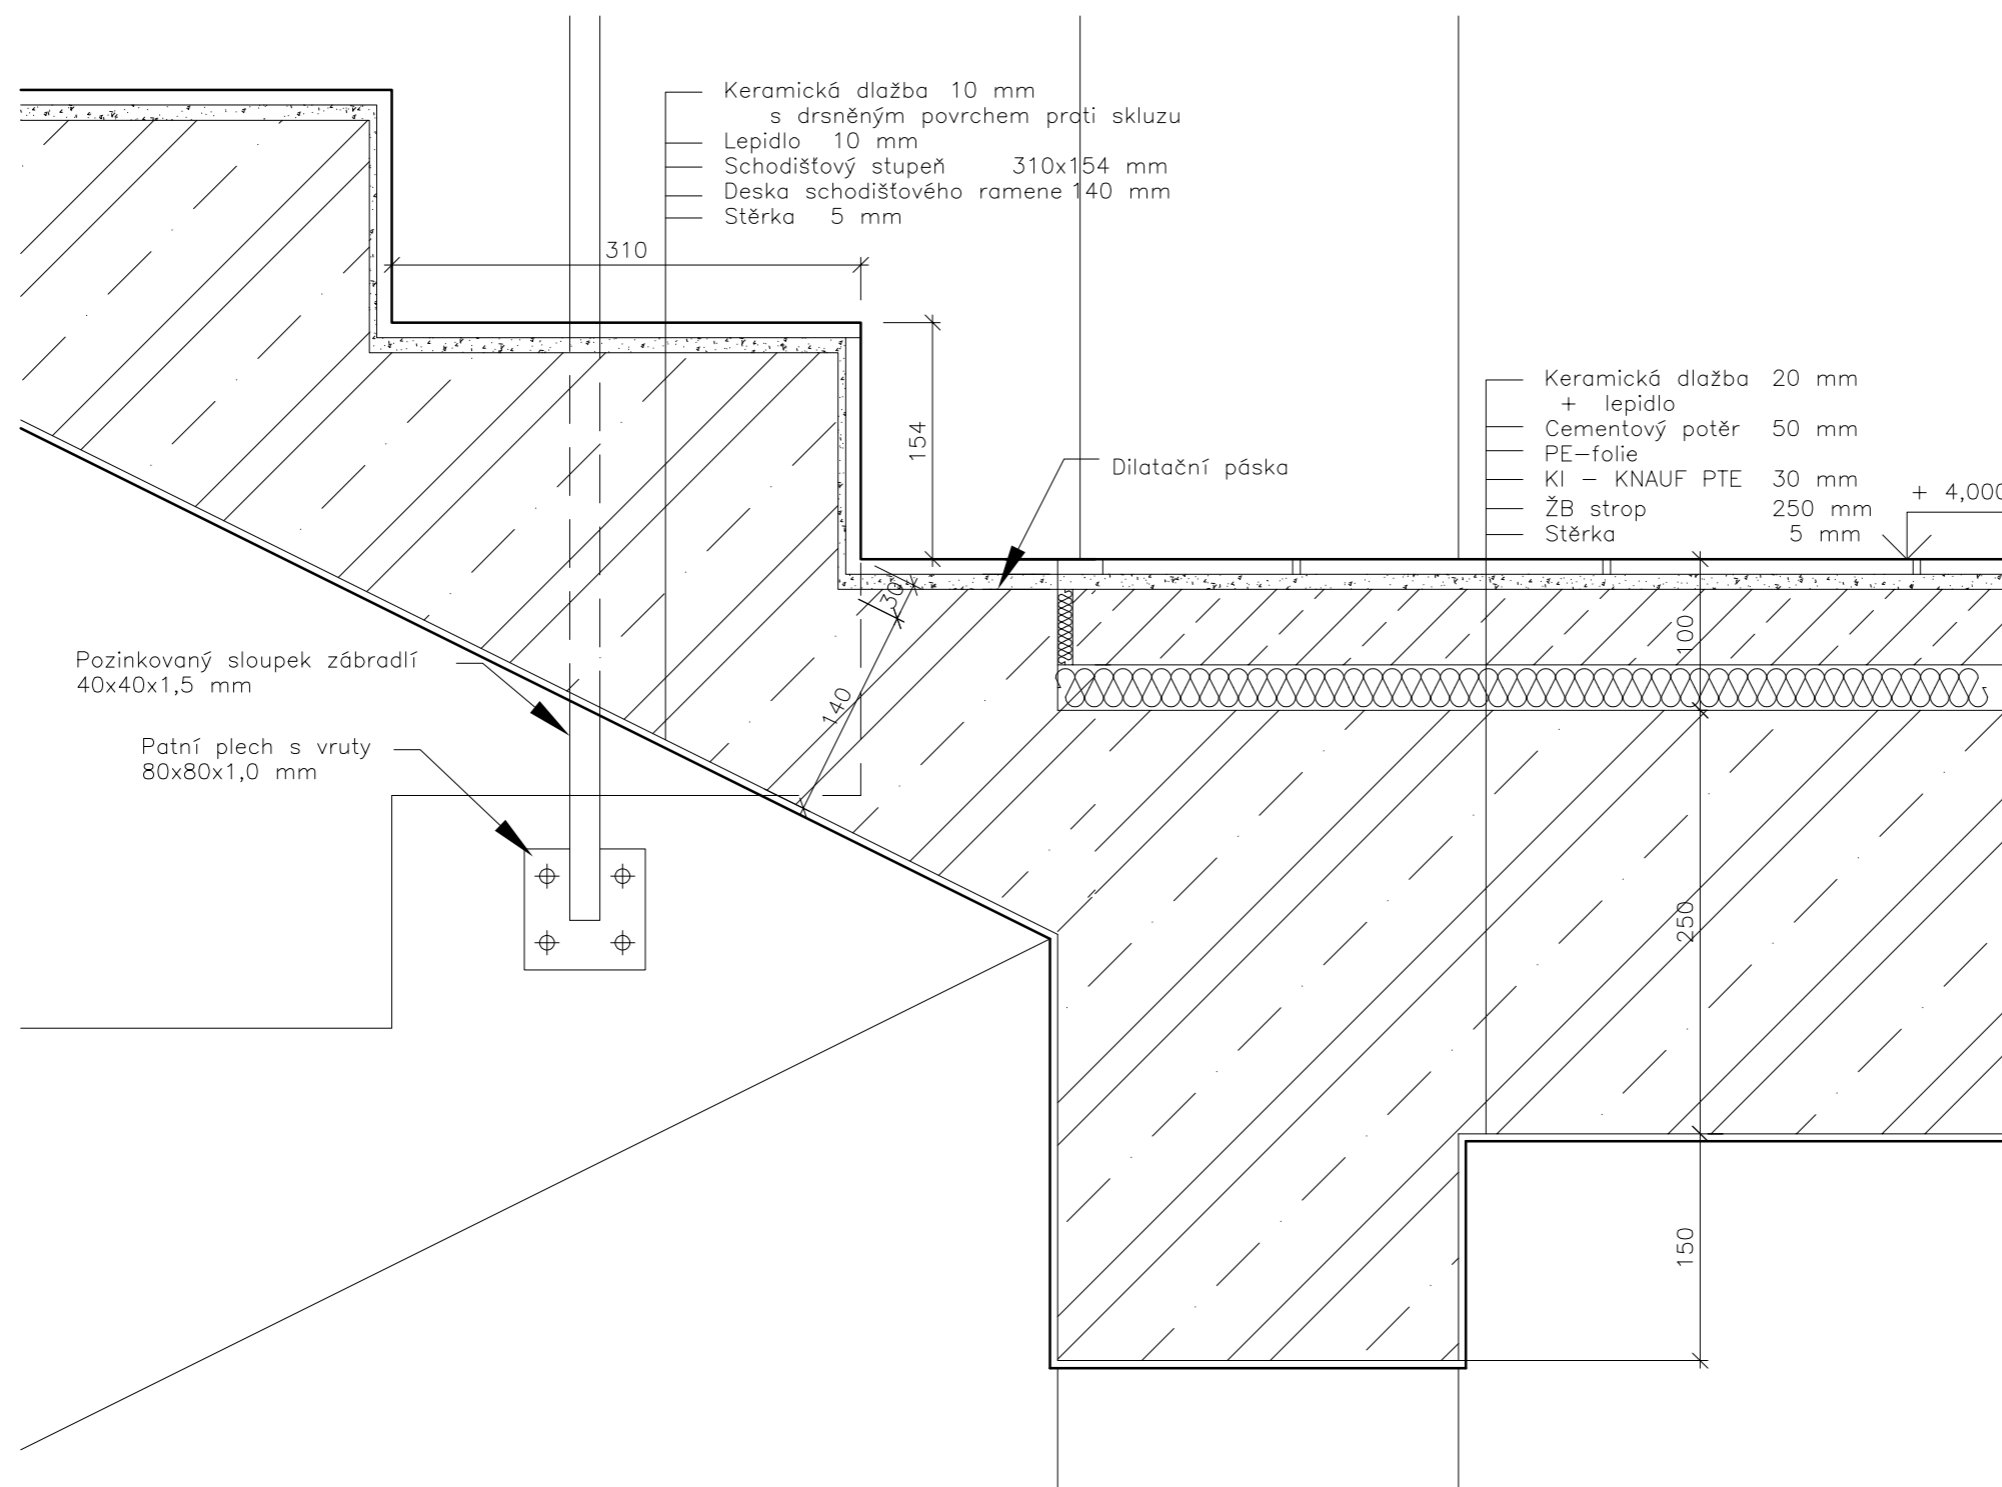 Keramická dlažba 10 mm
s drsněným povrchem proti skluzu
Lepidlo 10 mm
Schodišťový stupeň 310x154 mm
Deska schodišťového ramene 140 mm
Stěrka 5 mm
310
154
Keramická dlažba 20 mm
+ lepidlo
Cementový potěr 50 mm
PE-folie
KI - KNAUF PTE 30 mm
ŽB strop 250 mm
Stěrka 5 mm
+ 4,000
Dilatační páska
30
140
100
250
150
Pozinkovaný sloupek zábradlí
40x40x1,5 mm
Patní plech s vruty
80x80x1,0 mm